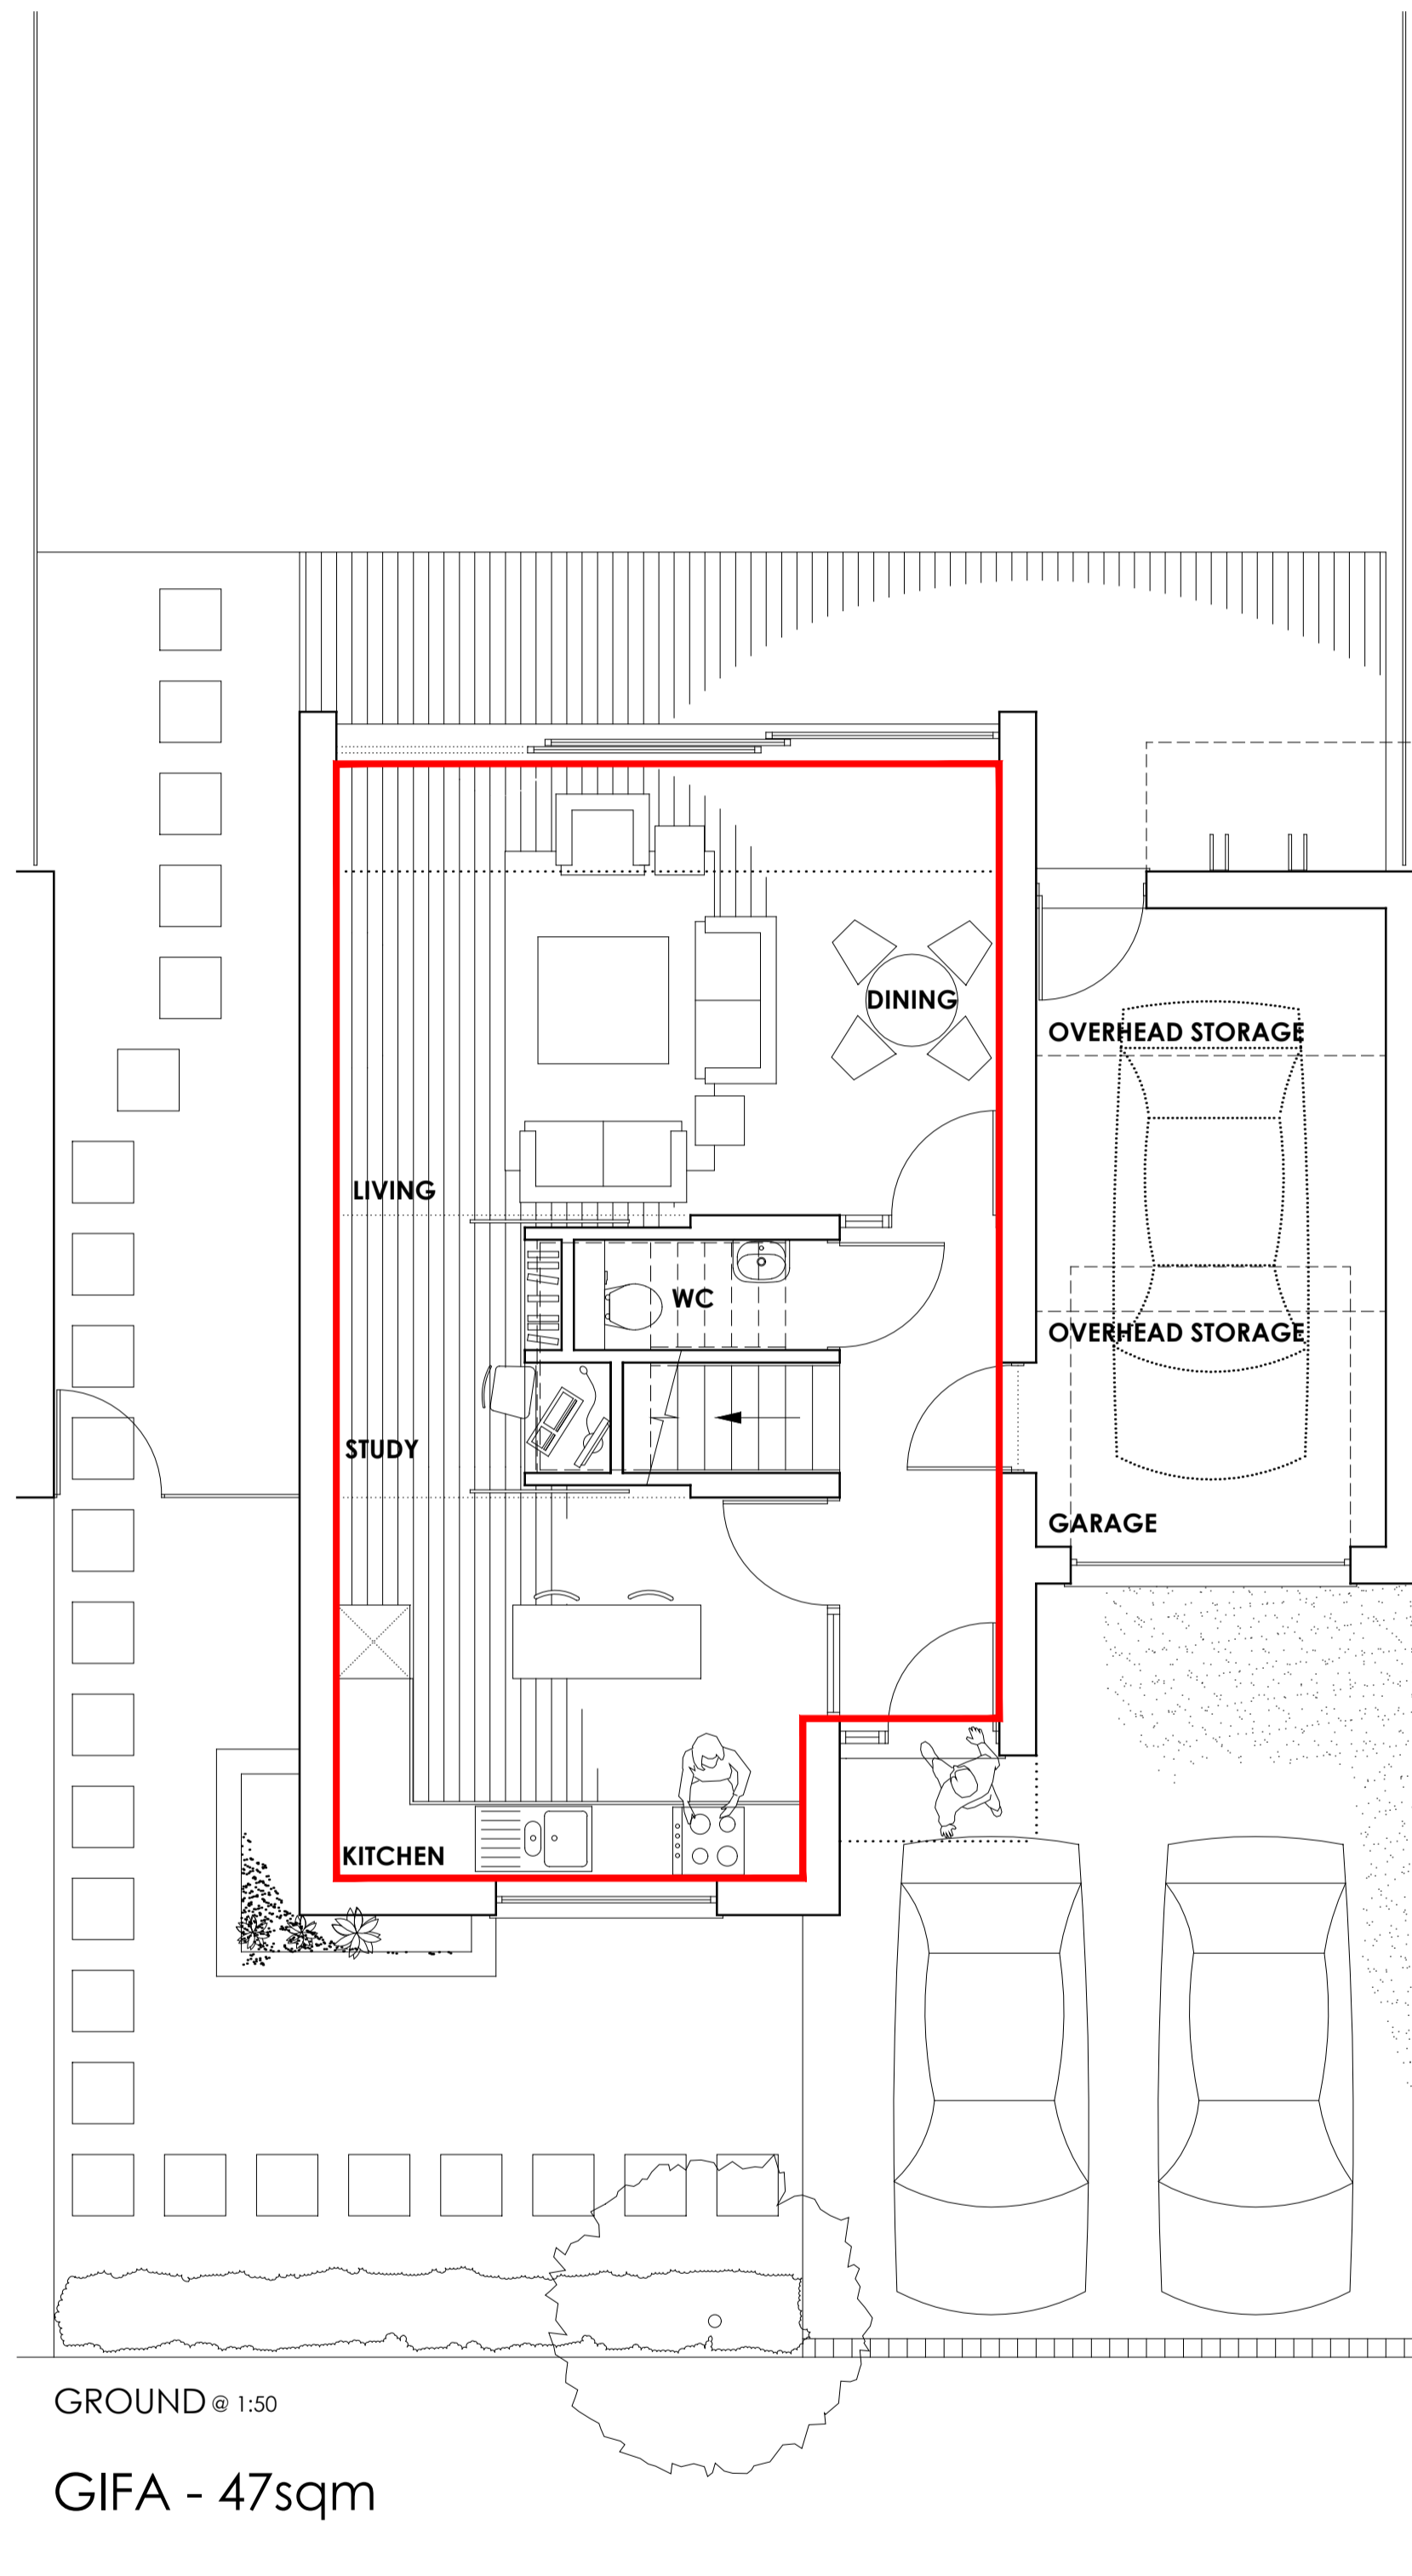 DINING
OVERHEAD STORAGE
LIVING
WC
OVERHEAD STORAGE
STUDY
GARAGE
KITCHEN
GROUND @ 1:50
GIFA - 47sqm